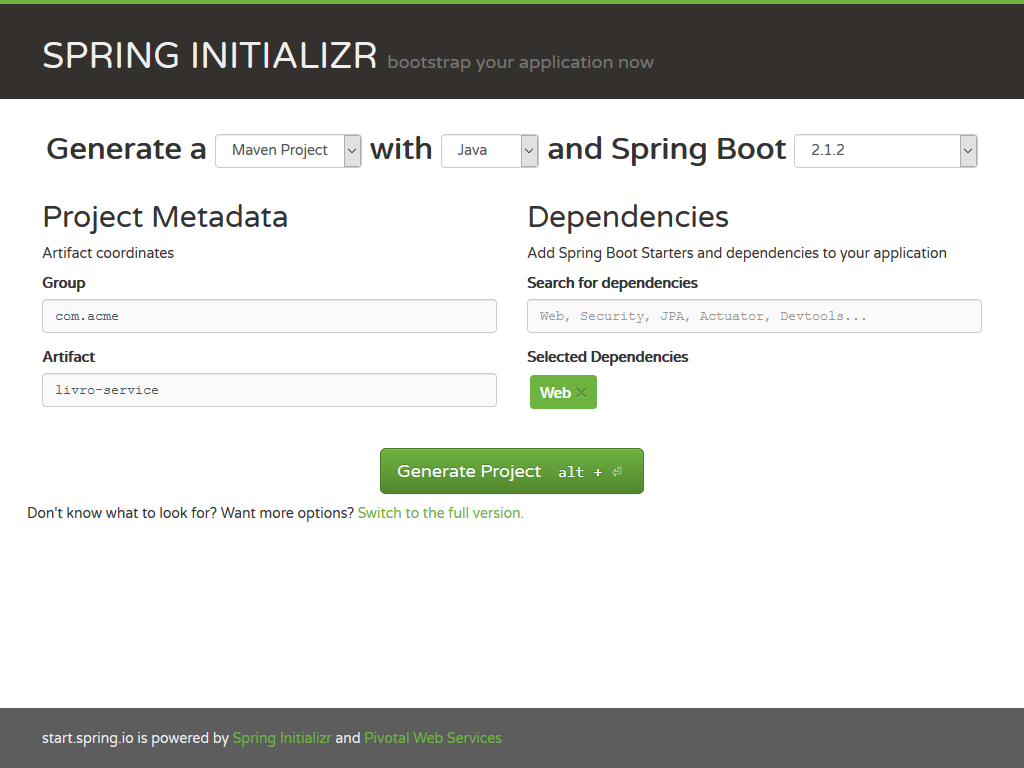 SPRING INITIALIZR bootstrap your application now
Generate a Maven Project with Java and Spring Boot 2.1.2
Project Metadata
Artifact coordinates
Group
com.acme
Artifact
livro-service
Dependencies
Add Spring Boot Starters and dependencies to your application
Search for dependencies
Web, Security, JPA, Actuator, Devtools...
Selected Dependencies
Web ×
Generate Project alt + ⏎
Don't know what to look for? Want more options? Switch to the full version.
start.spring.io is powered by Spring Initializr and Pivotal Web Services